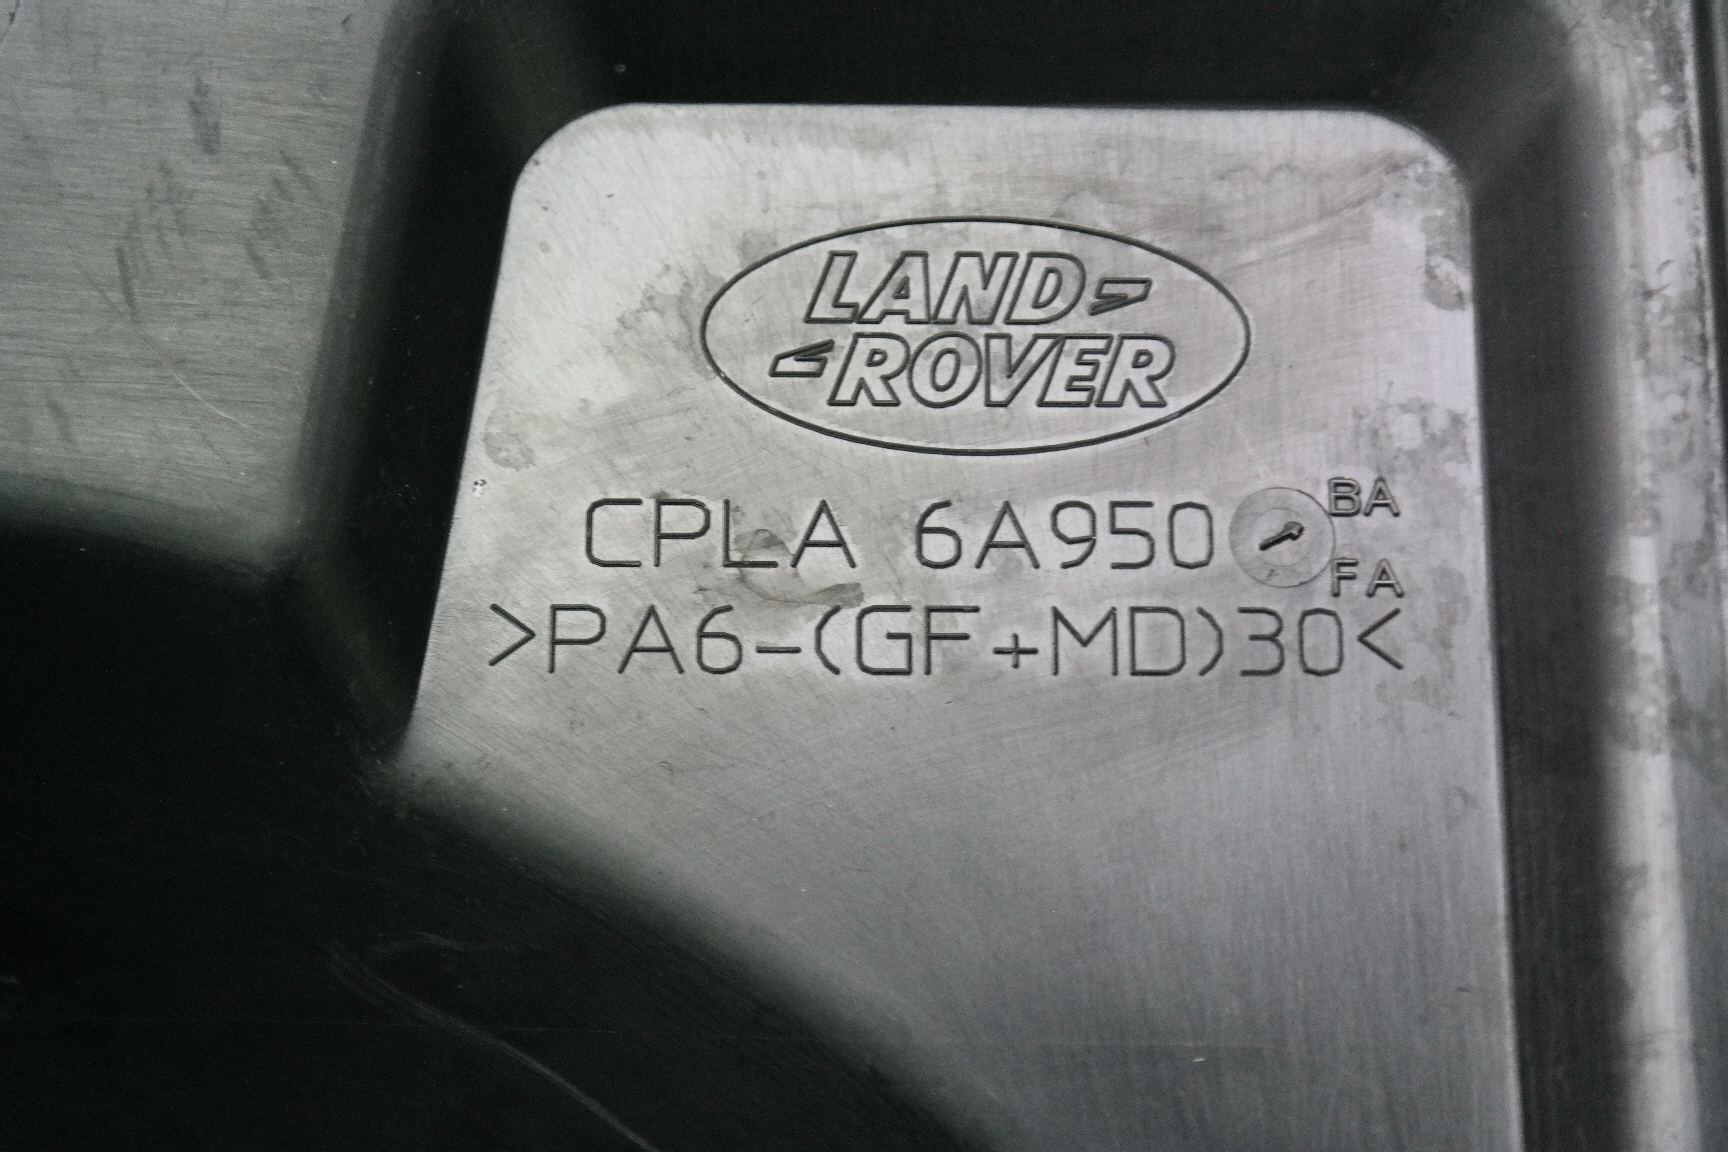 LAND
ROVER
CPLA 6A950 BA
FA
>PA6-(GF+MD)30<